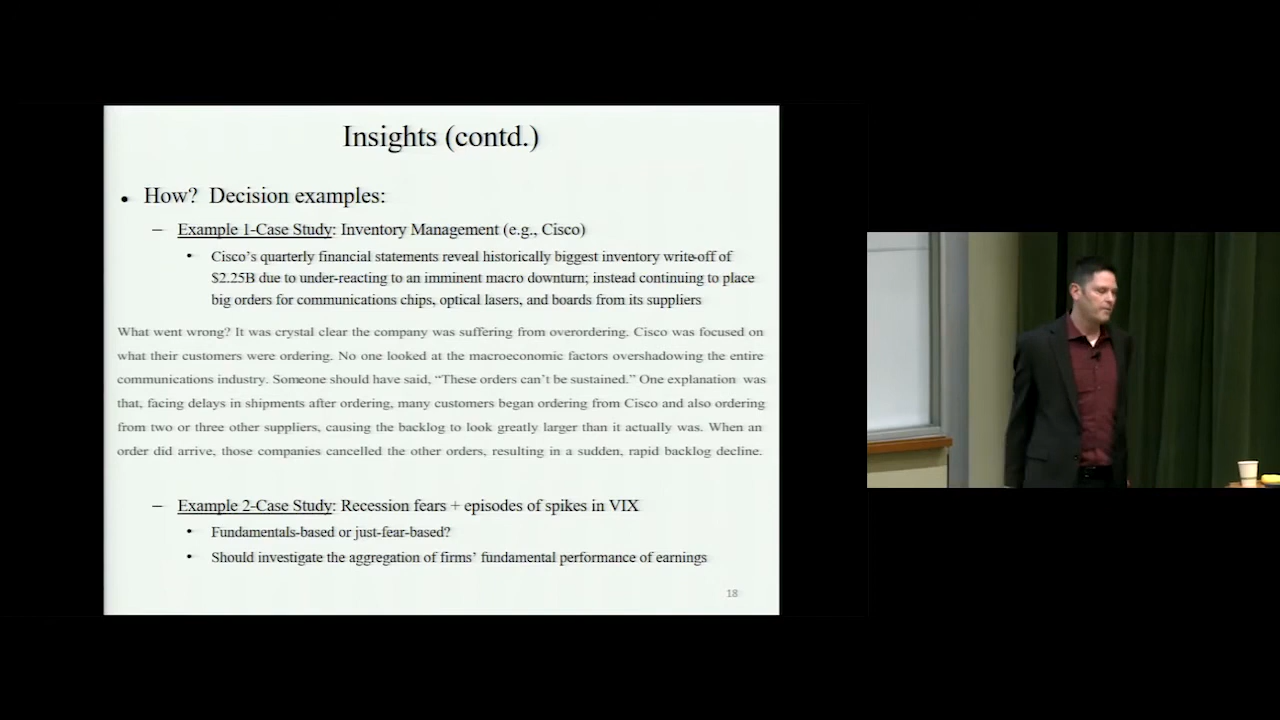 Insights (contd.)
• How? Decision examples:
– Example 1-Case Study: Inventory Management (e.g., Cisco)
• Cisco's quarterly financial statements reveal historically biggest inventory write-off of
$2.25B due to under-reacting to an imminent macro downturn; instead continuing to place
big orders for communications chips, optical lasers, and boards from its suppliers
What went wrong? It was crystal clear the company was suffering from overordering. Cisco was focused on
what their customers were ordering. No one looked at the macroeconomic factors overshadowing the entire
communications industry. Someone should have said, “These orders can't be sustained.” One explanation was
that, facing delays in shipments after ordering, many customers began ordering from Cisco and also ordering
from two or three other suppliers, causing the backlog to look greatly larger than it actually was. When an
order did arrive, those companies cancelled the other orders, resulting in a sudden, rapid backlog decline.
– Example 2-Case Study: Recession fears + episodes of spikes in VIX
• Fundamentals-based or just-fear-based?
• Should investigate the aggregation of firms' fundamental performance of earnings
18